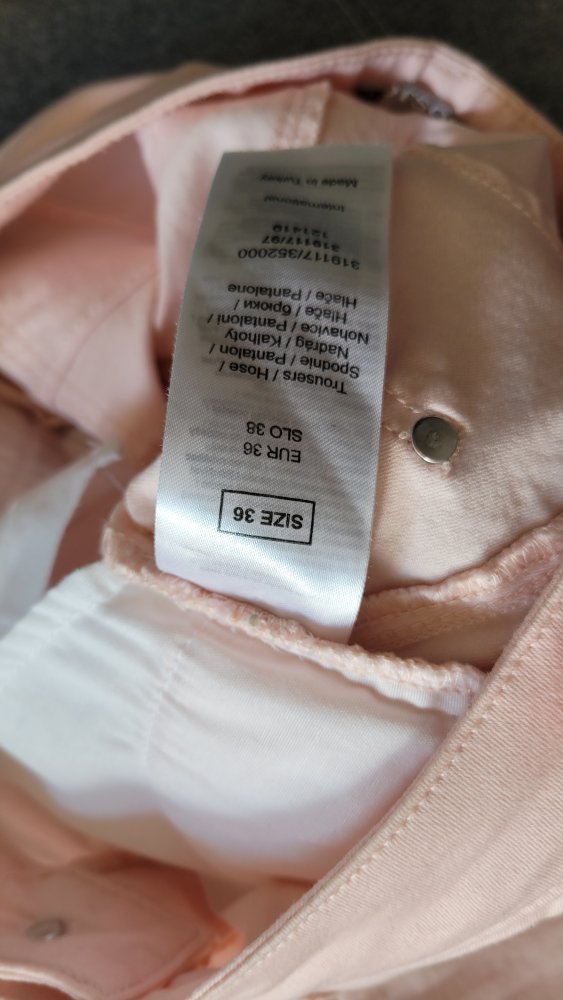 SIZE 36
EUR 36
SLO 38
Trousers / Hose /
Spodnie / Pantalon /
Nadrág / Kalhoty
Nohavice / Pantaloni /
Hlače / брюки /
Hlače / Pantalone
319117/352000
319117/97
121419
International
Made in Turkey